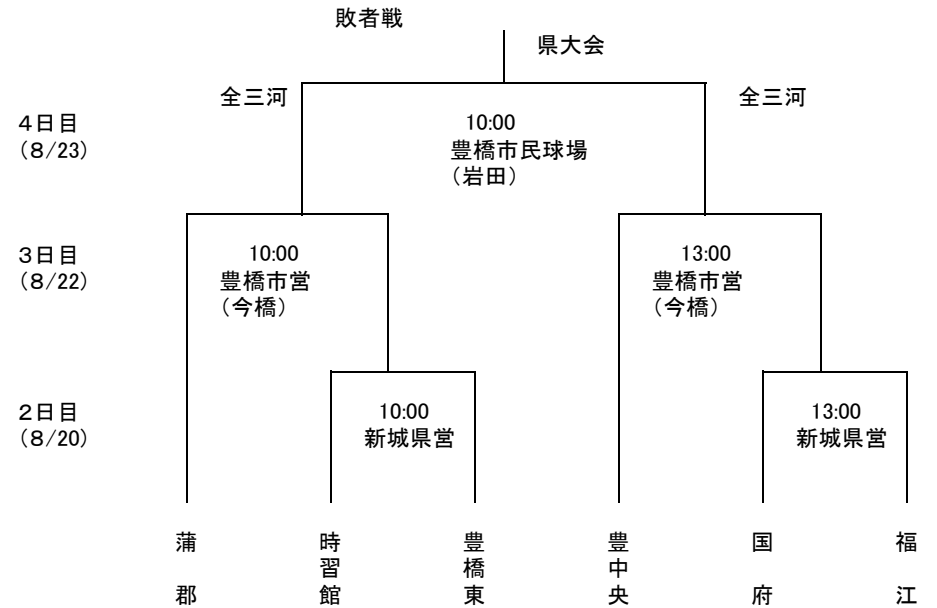 敗者戦
県大会
全三河
全三河
4日目
(8/23)
10:00
豊橋市民球場
(岩田)
3日目
(8/22)
10:00
豊橋市営
(今橋)
13:00
豊橋市営
(今橋)
2日目
(8/20)
10:00
新城県営
13:00
新城県営
蒲郡
時習館
豊橋東
豊中央
国府
福江